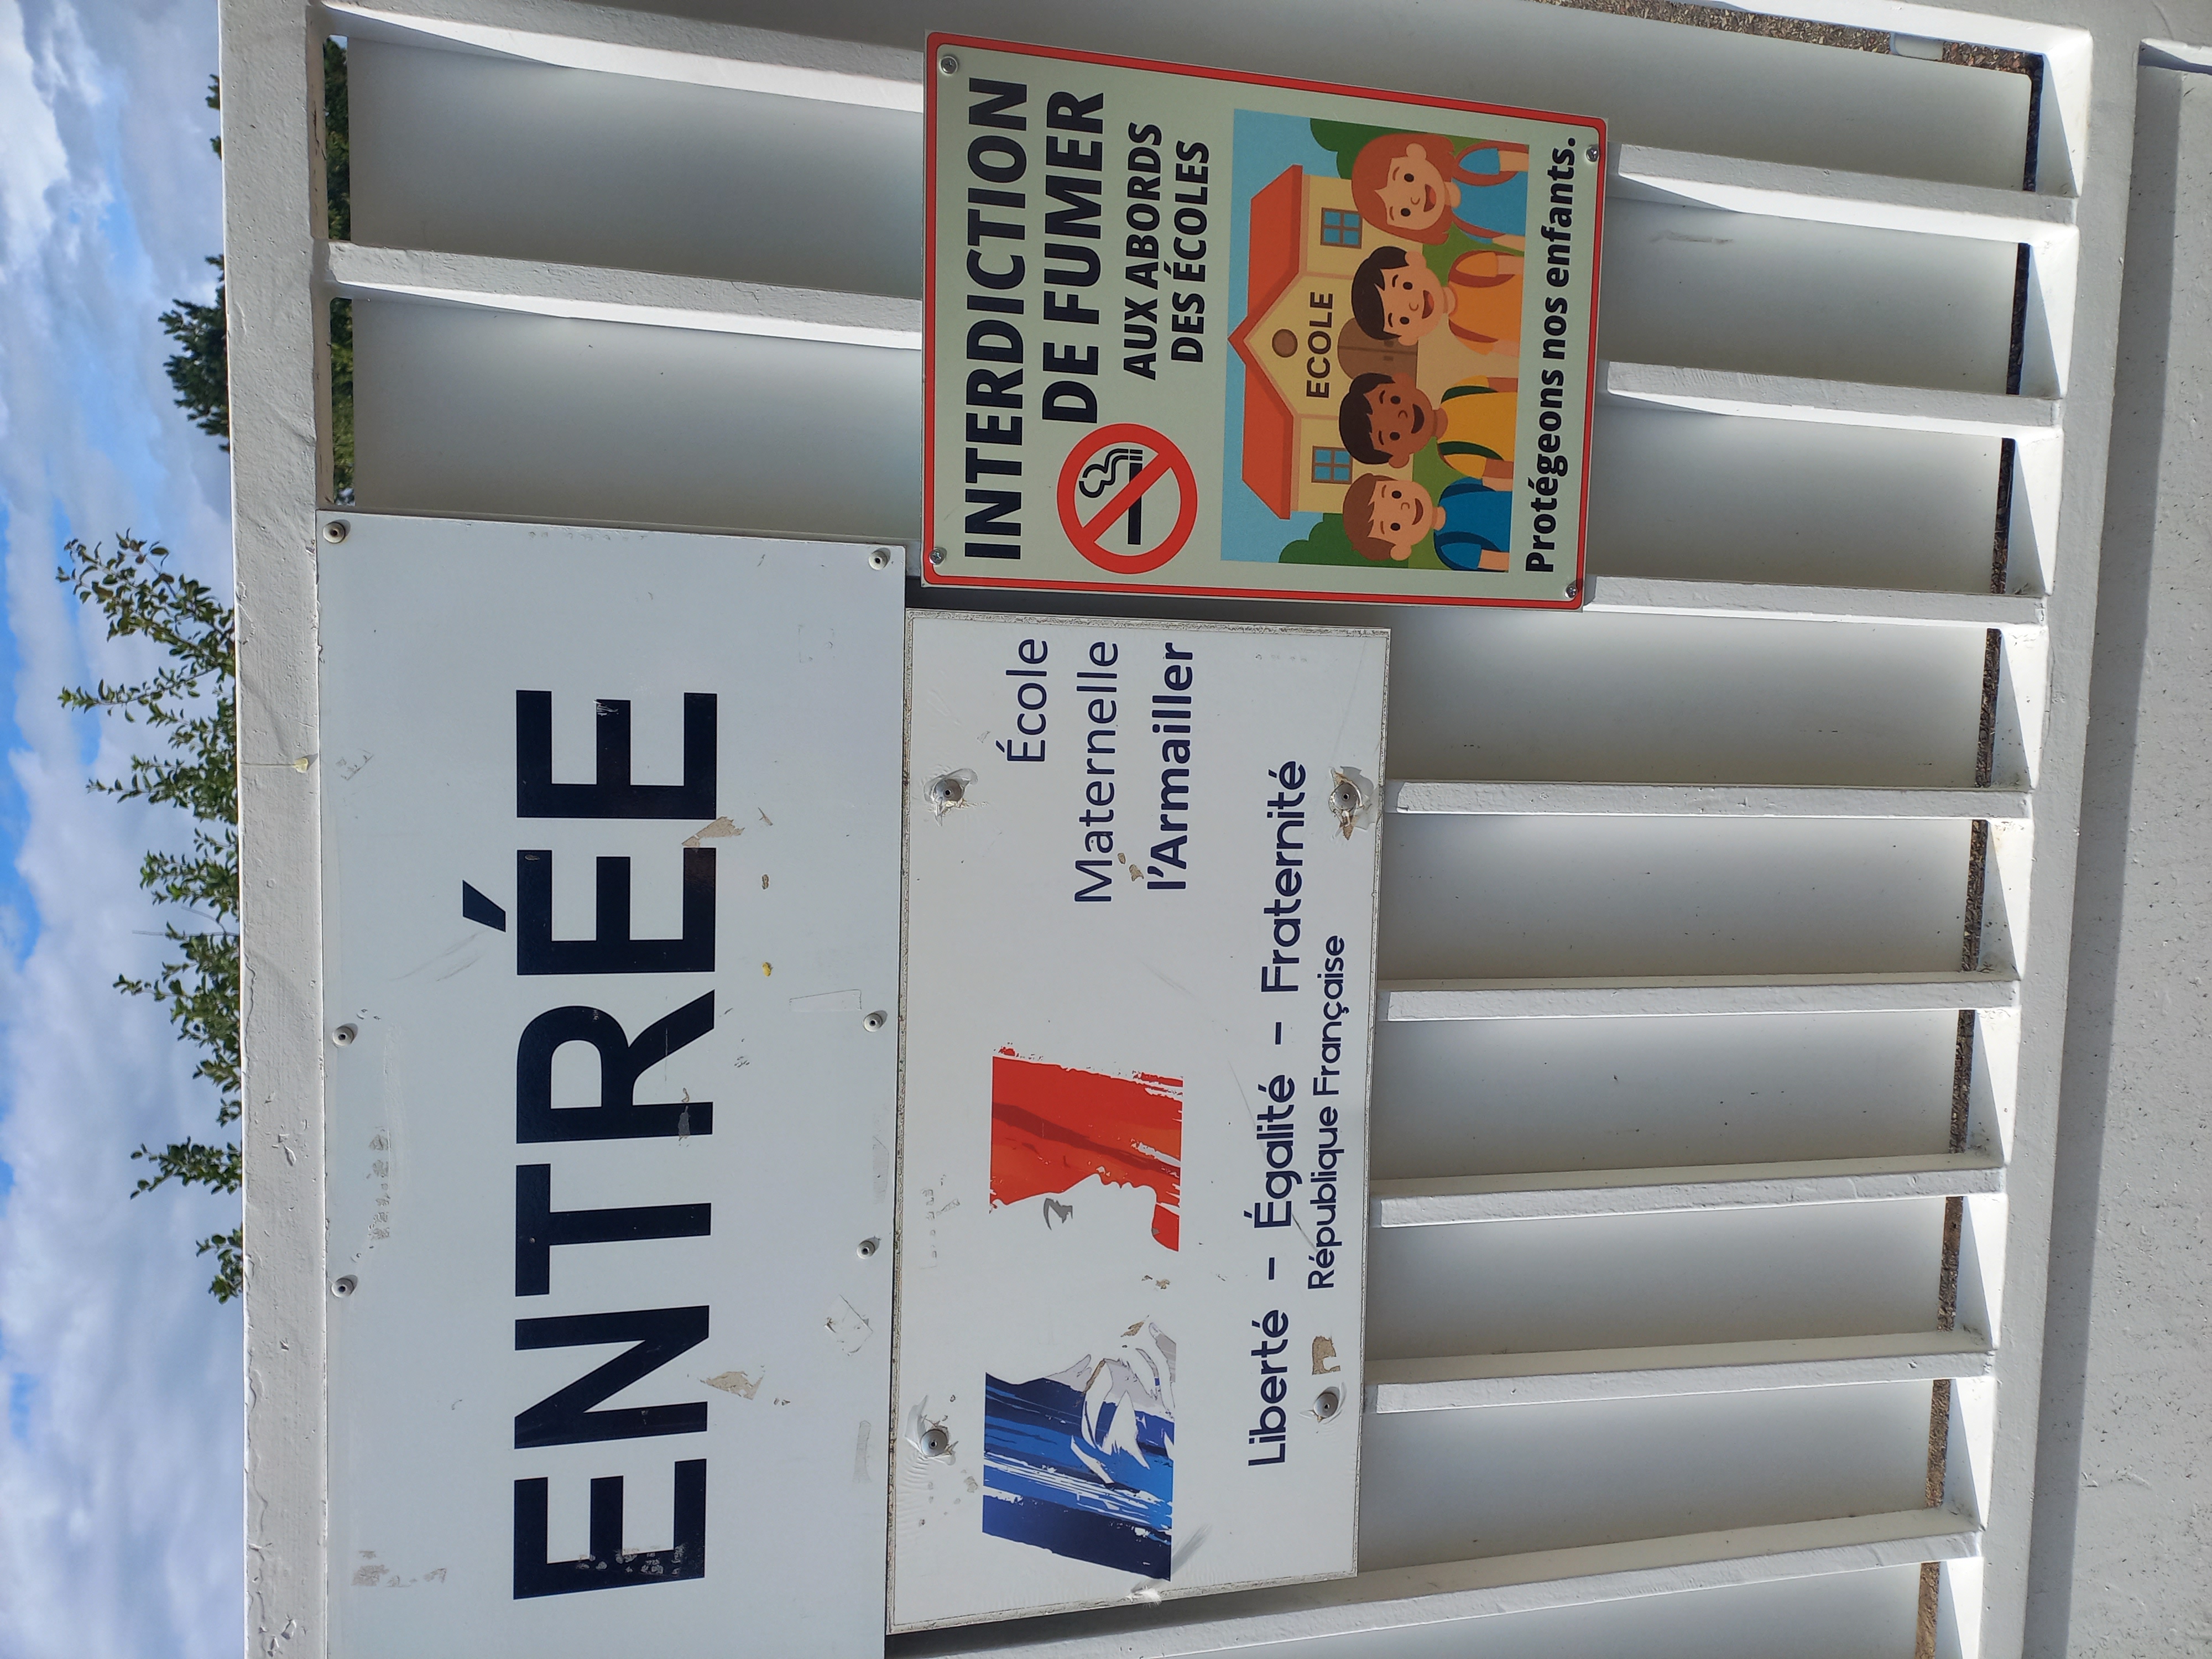 ENTRÉE
École
Maternelle
l'Armailler
Liberté – Égalité – Fraternité
République Française
INTERDICTION
DE FUMER
AUX ABORDS
DES ÉCOLES
ECOLE
Protégeons nos enfants.